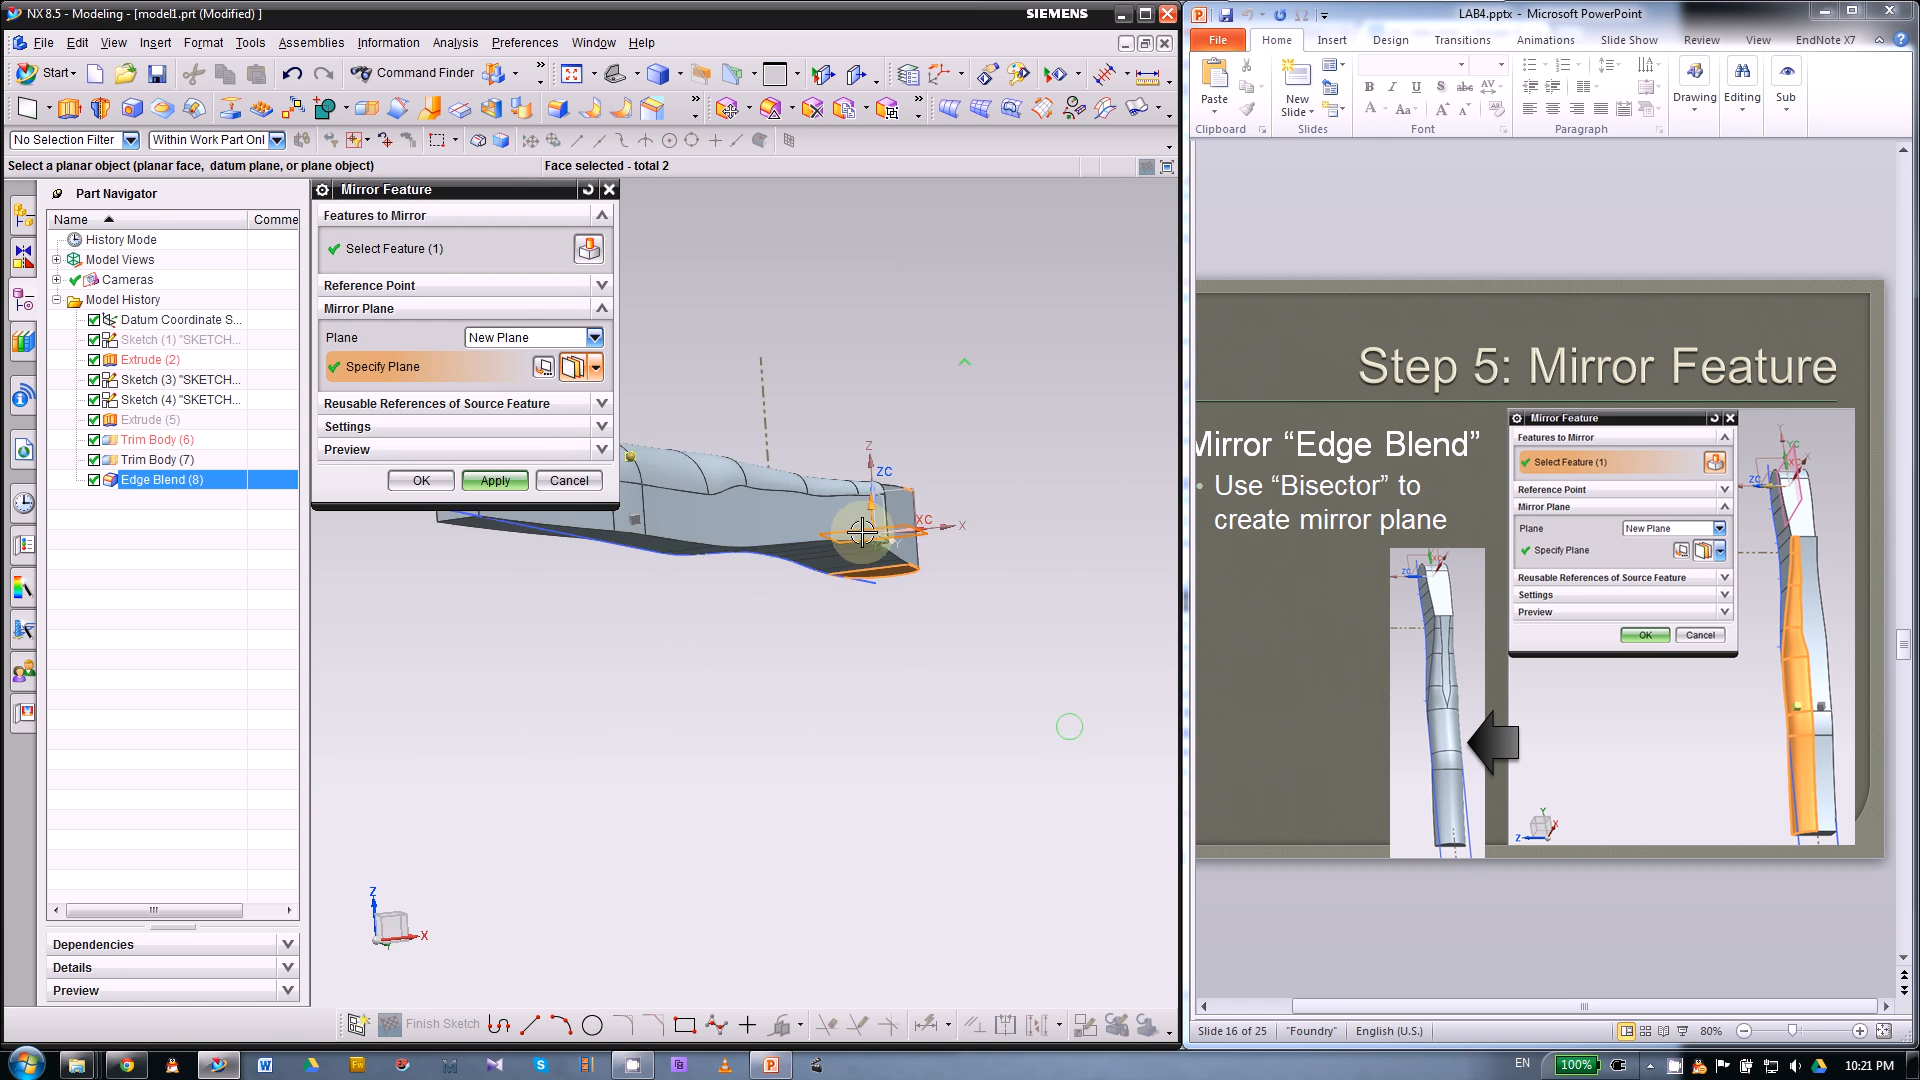 NX 8.5 - Modeling - [model1.prt (Modified) ]
SIEMENS
File Edit View Insert Format Tools Assemblies Information Analysis Preferences Window Help
Start
Command Finder
No Selection Filter
Within Work Part Onl
Select a planar object (planar face, datum plane, or plane object)
Face selected - total 2
Part Navigator
Name
Comme
History Mode
Model Views
Cameras
Model History
Datum Coordinate S...
Sketch (1) "SKETCH...
Extrude (2)
Sketch (3) "SKETCH...
Sketch (4) "SKETCH...
Extrude (5)
Trim Body (6)
Trim Body (7)
Edge Blend (8)
Dependencies
Details
Preview
Mirror Feature
Features to Mirror
Select Feature (1)
Reference Point
Mirror Plane
Plane
New Plane
Specify Plane
Reusable References of Source Feature
Settings
Preview
OK
Apply
Cancel
Z
ZC
XC
X
Z
X
Finish Sketch
LAB4.pptx - Microsoft PowerPoint
File Home Insert Design Transitions Animations Slide Show Review View EndNote X7
Paste
New
Slide
Drawing
Editing
Sub
Clipboard
Slides
Font
Paragraph
Step 5: Mirror Feature
Mirror “Edge Blend”
• Use “Bisector” to
create mirror plane
Mirror Feature
Features to Mirror
Select Feature (1)
Reference Point
Mirror Plane
Plane
New Plane
Specify Plane
Reusable References of Source Feature
Settings
Preview
OK
Cancel
ZC
Y
X
Z
Slide 16 of 25
"Foundry"
English (U.S.)
80%
EN
100%
10:21 PM